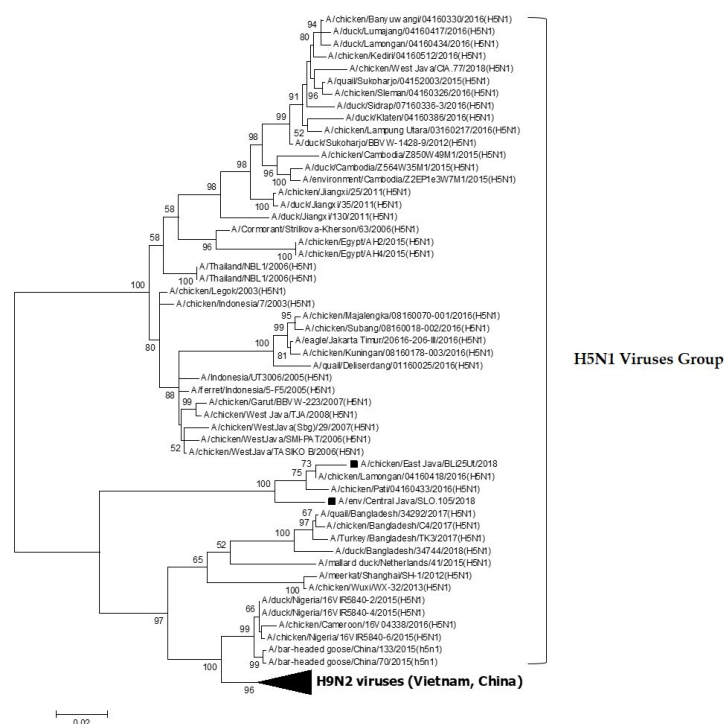 94
A/chicken/Banyuwangi/04160330/2016(H5N1)
A/duck/Lumajang/04160417/2016(H5N1)
80
A/duck/Lamongan/04160434/2016(H5N1)
A/chicken/Kediri/04160512/2016(H5N1)
A/chicken/West Java/CIA.77/2018(H5N1)
A/quail/Sukoharjo/04152003/2015(H5N1)
96
A/chicken/Sleman/04160326/2016(H5N1)
91
A/duck/Sidrap/07160336-3/2016(H5N1)
A/duck/Klaten/04160386/2016(H5N1)
99
52
A/chicken/Lampung Utara/03160217/2016(H5N1)
A/duck/Sukoharjo/BBVW-1428-9/2012(H5N1)
98
A/chicken/Cambodia/Z850W49M1/2015(H5N1)
98
96
A/duck/Cambodia/Z564W35M1/2015(H5N1)
100
A/environment/Cambodia/Z2EP1e3W7M1/2015(H5N1)
98
A/chicken/Jiangxi/25/2011(H5N1)
100
A/duck/Jiangxi/35/2011(H5N1)
58
A/duck/Jiangxi/130/2011(H5N1)
A/Cormorant/Strilkova-Kherson/63/2006(H5N1)
58
96
A/chicken/Egypt/AH2/2015(H5N1)
A/chicken/Egypt/AH4/2015(H5N1)
A/Thailand/NBL1/2006(H5N1)
100
A/Thailand/NBL1/2006(H5N1)
100
A/chicken/Legok/2003(H5N1)
A/chicken/Indonesia/7/2003(H5N1)
95
A/chicken/Majalengka/08160070-001/2016(H5N1)
99
A/chicken/Subang/08160018-002/2016(H5N1)
80
100
A/eagle/Jakarta Timur/20616-206-III/2016(H5N1)
81
A/chicken/Kuningan/08160178-003/2016(H5N1)
A/quail/Deliserdang/01160025/2016(H5N1)
H5N1 Viruses Group
A/Indonesia/UT3006/2005(H5N1)
88
A/ferret/Indonesia/5-F5/2005(H5N1)
99
A/chicken/Garut/BBVW-223/2007(H5N1)
A/chicken/West Java/TJA/2008(H5N1)
A/chicken/WestJava(Sbg)/29/2007(H5N1)
A/chicken/WestJava/SMI-PAT/2006(H5N1)
52
A/chicken/WestJava/TASIKO B/2006(H5N1)
73
A/chicken/East Java/BLi25Ut/2018
75
A/chicken/Lamongan/04160418/2016(H5N1)
100
A/chicken/Pati/04160433/2016(H5N1)
A/env/Central Java/SLO.105/2018
67
A/quail/Bangladesh/34292/2017(H5N1)
97
A/chicken/Bangladesh/C4/2017(H5N1)
100
A/Turkey/Bangladesh/TK3/2017(H5N1)
52
A/duck/Bangladesh/34744/2018(H5N1)
65
A/mallard duck/Netherlands/41/2015(H5N1)
A/meerkat/Shanghai/SH-1/2012(H5N1)
100
A/chicken/Wuxi/WX-32/2013(H5N1)
A/duck/Nigeria/16VIR5840-2/2015(H5N1)
66
A/duck/Nigeria/16VIR5840-4/2015(H5N1)
97
99
A/chicken/Cameroon/16V04338/2016(H5N1)
A/chicken/Nigeria/16VIR5840-6/2015(H5N1)
100
A/bar-headed goose/China/133/2015(h5n1)
99
A/bar-headed goose/China/70/2015(h5n1)
96
H9N2 viruses (Vietnam, China)
0.02